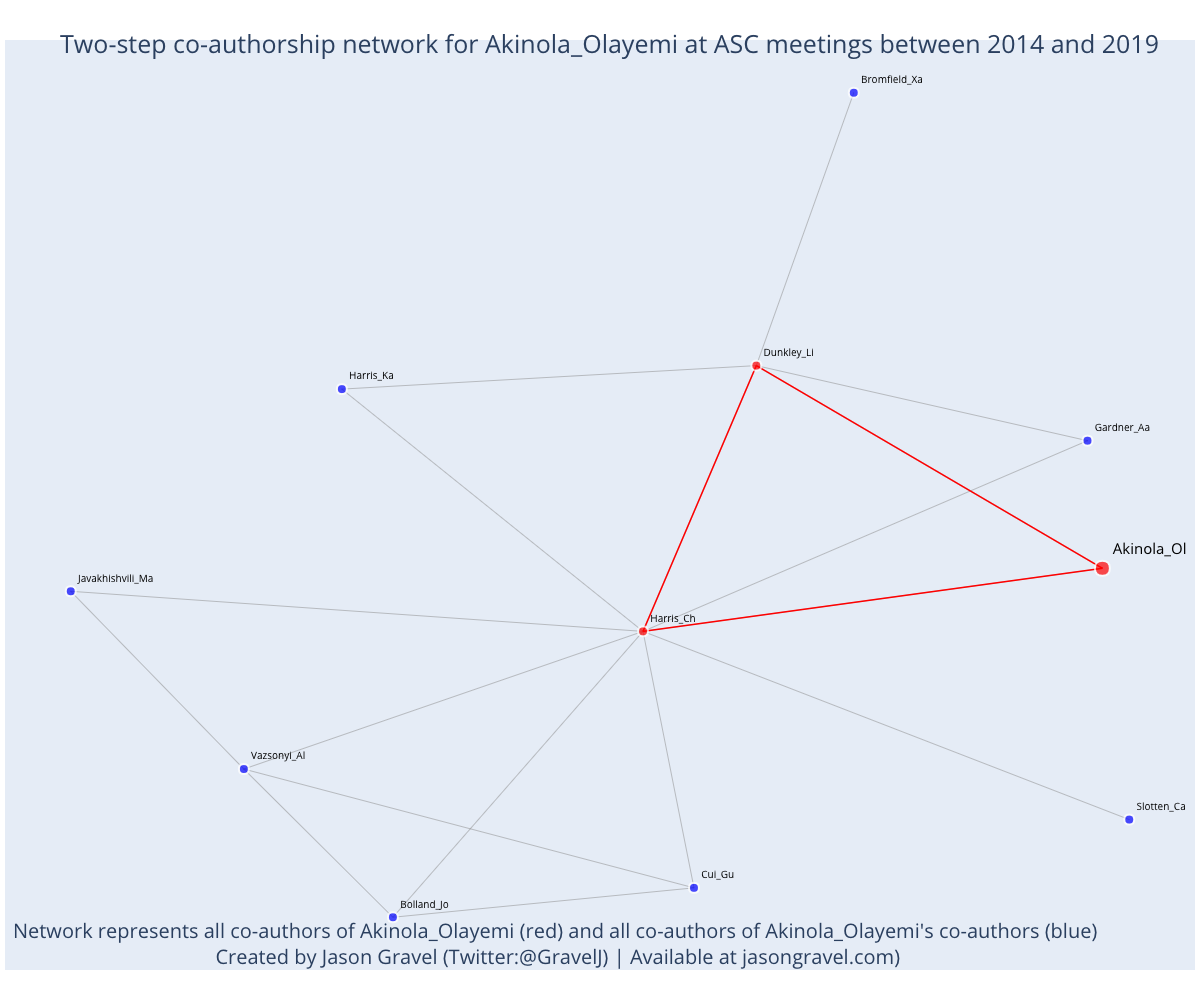 Two-step co-authorship network for Akinola_Olayemi at ASC meetings between 2014 and 2019
Bromfield_Xa
Dunkley_Li
Harris_Ka
Gardner_Aa
Akinola_Ol
Javakhishvili_Ma
Harris_Ch
Vazsonyi_Al
Slotten_Ca
Cui_Gu
Bolland_Jo
Network represents all co-authors of Akinola_Olayemi (red) and all co-authors of Akinola_Olayemi's co-authors (blue)
Created by Jason Gravel (Twitter:@GravelJ) | Available at jasongravel.com)